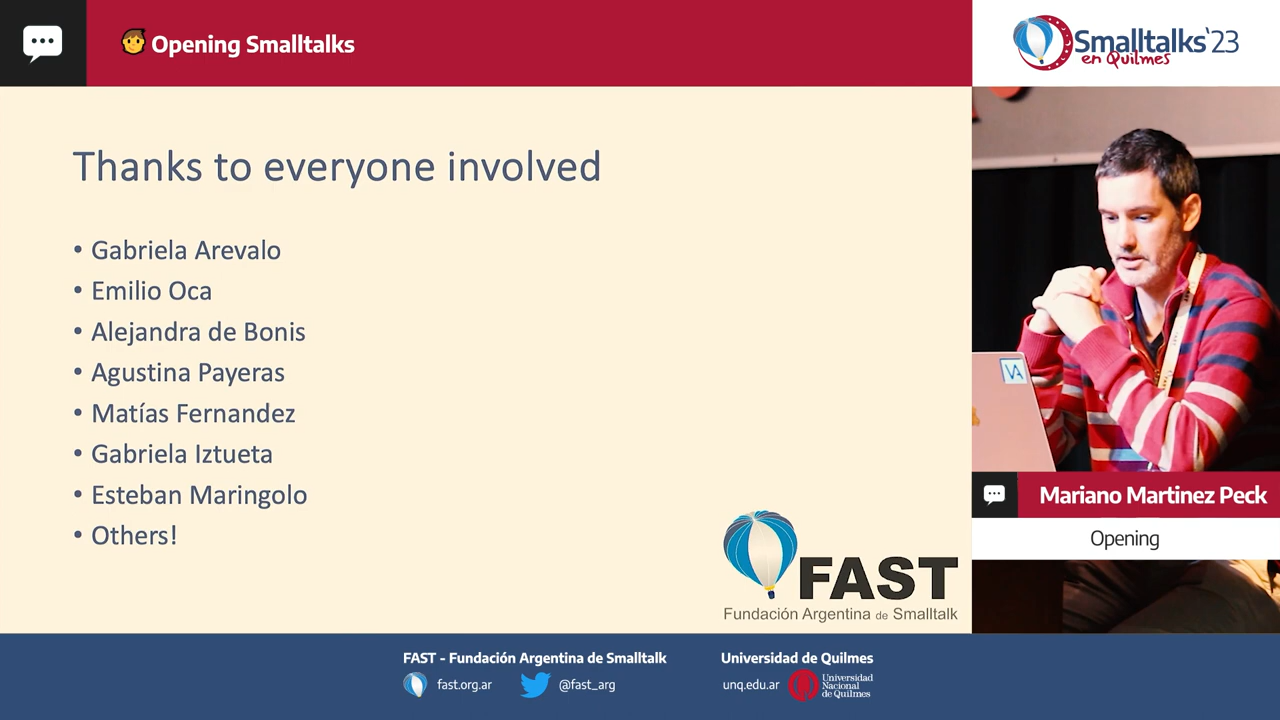 Opening Smalltalks
Smalltalks'23
en Quilmes
Thanks to everyone involved
• Gabriela Arevalo
• Emilio Oca
• Alejandra de Bonis
• Agustina Payeras
• Matías Fernandez
• Gabriela Iztueta
• Esteban Maringolo
• Others!
VA
FAST
Fundación Argentina de Smalltalk
Mariano Martinez Peck
Opening
FAST - Fundación Argentina de Smalltalk
fast.org.ar
@fast_arg
Universidad de Quilmes
unq.edu.ar
Universidad
Nacional
de Quilmes